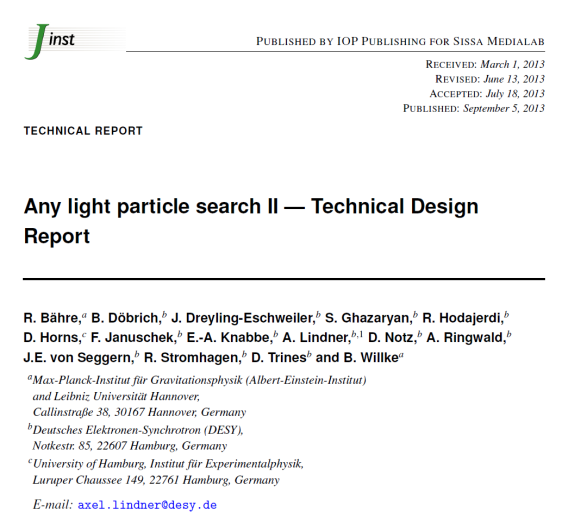 Jinst
PUBLISHED BY IOP PUBLISHING FOR SISSA MEDIALAB
RECEIVED: March 1, 2013
REVISED: June 13, 2013
ACCEPTED: July 18, 2013
PUBLISHED: September 5, 2013
TECHNICAL REPORT
Any light particle search II — Technical Design
Report
R. Bähre,a B. Döbrich,b J. Dreyling-Eschweiler,b S. Ghazaryan,b R. Hodajerdi,b
D. Horns,c F. Januschek,b E.-A. Knabbe,b A. Lindner,b,1 D. Notz,b A. Ringwald,b
J.E. von Seggern,b R. Stromhagen,b D. Trines,b and B. Willkea
aMax-Planck-Institut für Gravitationsphysik (Albert-Einstein-Institut)
and Leibniz Universität Hannover,
Callinstraße 38, 30167 Hannover, Germany
bDeutsches Elektronen-Synchrotron (DESY),
Notkestr. 85, 22607 Hamburg, Germany
cUniversity of Hamburg, Institut für Experimentalphysik,
Luruper Chaussee 149, 22761 Hamburg, Germany
E-mail: axel.lindner@desy.de